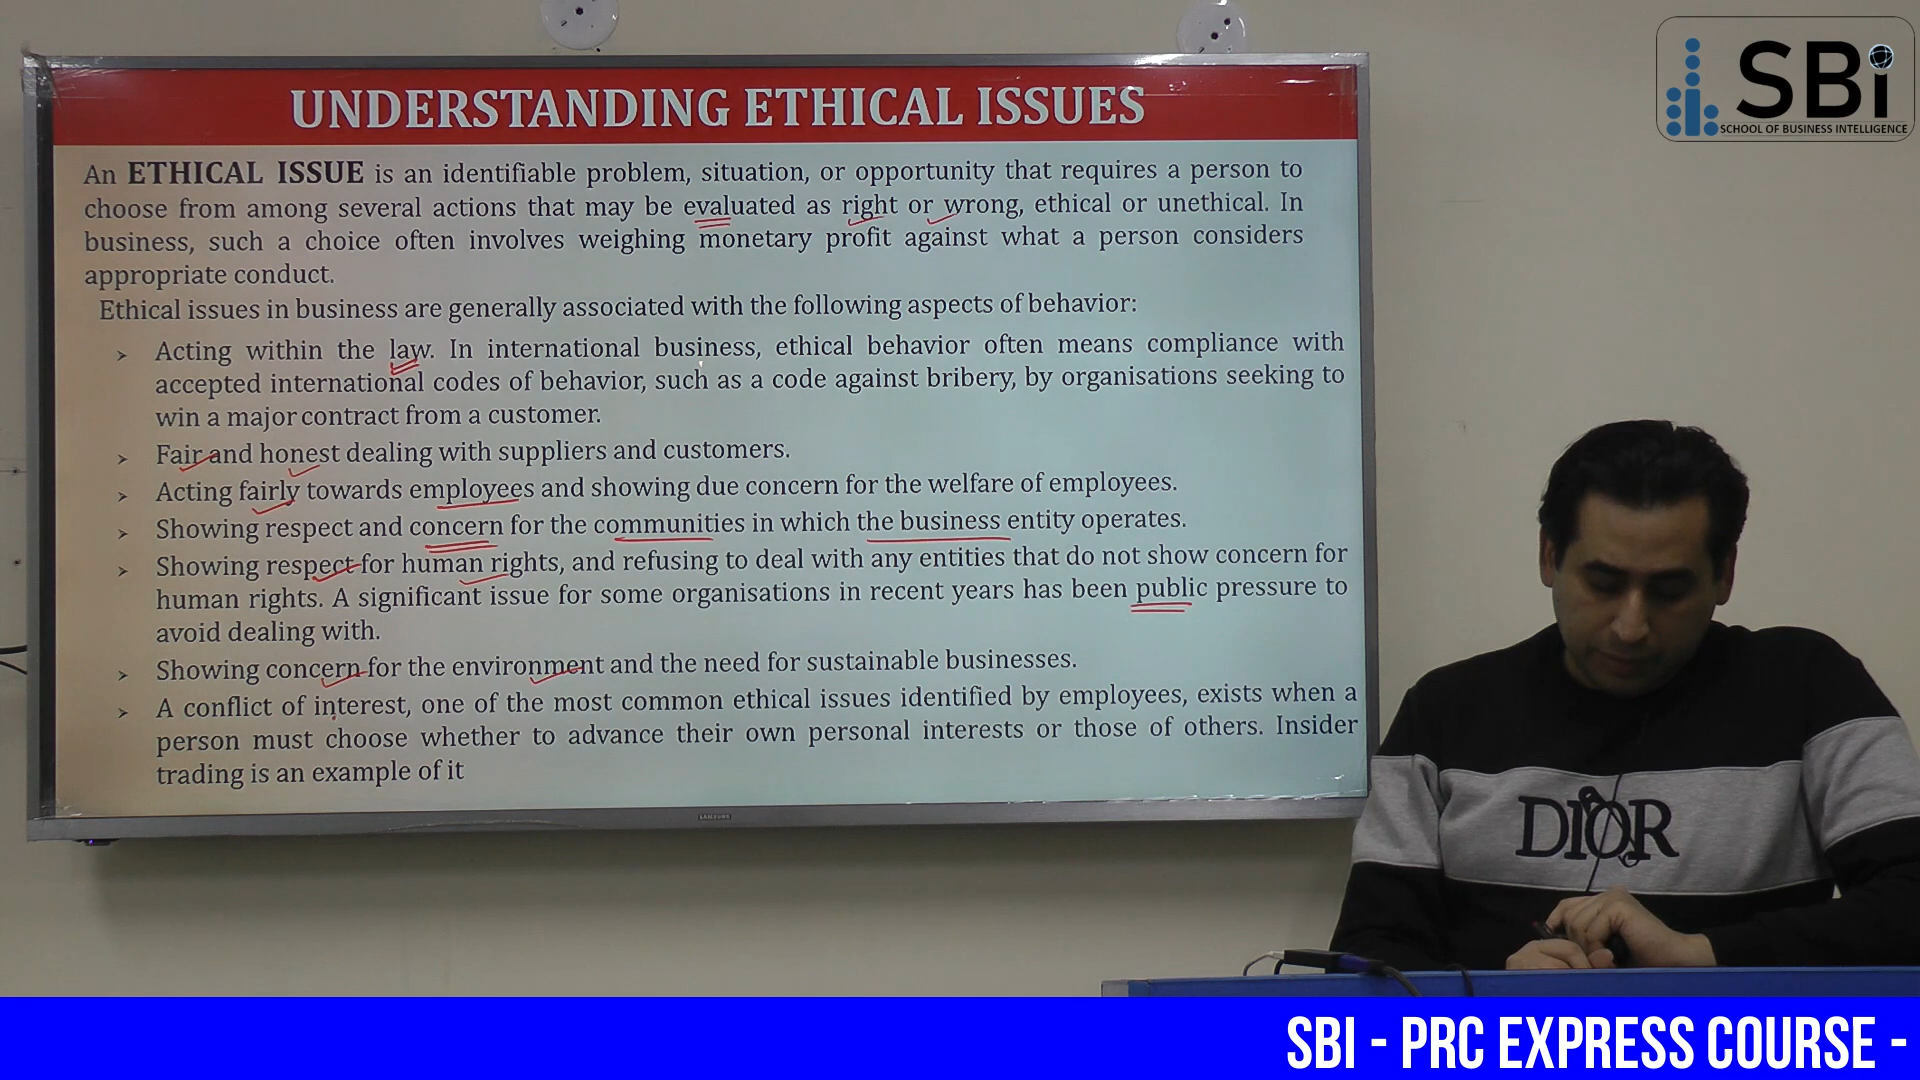 UNDERSTANDING ETHICAL ISSUES
An ETHICAL ISSUE is an identifiable problem, situation, or opportunity that requires a person to
choose from among several actions that may be evaluated as right or wrong, ethical or unethical. In
business, such a choice often involves weighing monetary profit against what a person considers
appropriate conduct.
Ethical issues in business are generally associated with the following aspects of behavior:
➢ Acting within the law. In international business, ethical behavior often means compliance with
accepted international codes of behavior, such as a code against bribery, by organisations seeking to
win a major contract from a customer.
➢ Fair and honest dealing with suppliers and customers.
➢ Acting fairly towards employees and showing due concern for the welfare of employees.
➢ Showing respect and concern for the communities in which the business entity operates.
➢ Showing respect for human rights, and refusing to deal with any entities that do not show concern for
human rights. A significant issue for some organisations in recent years has been public pressure to
avoid dealing with.
➢ Showing concern for the environment and the need for sustainable businesses.
➢ A conflict of interest, one of the most common ethical issues identified by employees, exists when a
person must choose whether to advance their own personal interests or those of others. Insider
trading is an example of it
SAMSUNG
SBi
SCHOOL OF BUSINESS INTELLIGENCE
DIOR
SBI - PRC EXPRESS COURSE -